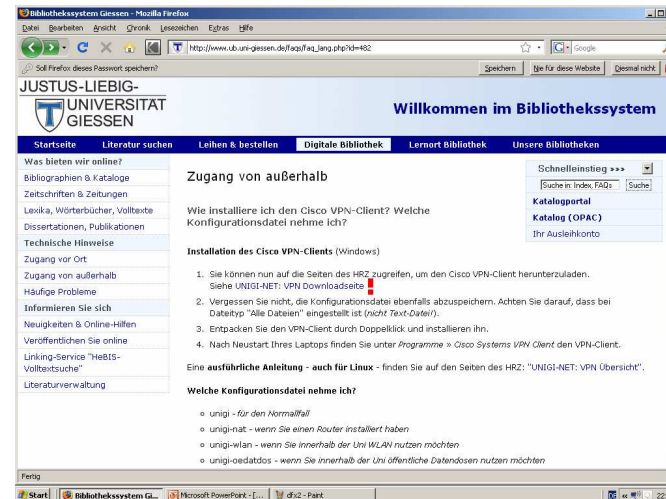 Bibliothekssystem Giessen - Mozilla Firefox
Datei Bearbeiten Ansicht Chronik Lesezeichen Extras Hilfe
http://www.ub.uni-giessen.de/faqs/faq_lang.php?id=482
Google
Soll Firefox dieses Passwort speichern?
Speichern Nie für diese Website Diesmal nicht
JUSTUS-LIEBIG-
UNIVERSITÄT
GIESSEN
Willkommen im Bibliothekssystem
Startseite Literatur suchen Leihen & bestellen Digitale Bibliothek Lernort Bibliothek Unsere Bibliotheken
Was bieten wir online?
Bibliographien & Kataloge
Zeitschriften & Zeitungen
Lexika, Wörterbücher, Volltexte
Dissertationen, Publikationen
Technische Hinweise
Zugang vor Ort
Zugang von außerhalb
Häufige Probleme
Informieren Sie sich
Neuigkeiten & Online-Hilfen
Veröffentlichen Sie online
Linking-Service "HeBIS-
Volltextsuche"
Literaturverwaltung
Zugang von außerhalb
Wie installiere ich den Cisco VPN-Client? Welche
Konfigurationsdatei nehme ich?
Installation des Cisco VPN-Clients (Windows)
1. Sie können nun auf die Seiten des HRZ zugreifen, um den Cisco VPN-Client herunterzuladen.
Siehe UNIGI-NET: VPN Downloadseite !
2. Vergessen Sie nicht, die Konfigurationsdatei ebenfalls abzuspeichern. Achten Sie darauf, dass bei
Dateityp "Alle Dateien" eingestellt ist (nicht Text-Datei!).
3. Entpacken Sie den VPN-Client durch Doppelklick und installieren ihn.
4. Nach Neustart Ihres Laptops finden Sie unter Programme » Cisco Systems VPN Client den VPN-Client.
Eine ausführliche Anleitung - auch für Linux - finden Sie auf den Seiten des HRZ: "UNIGI-NET: VPN Übersicht".
Welche Konfigurationsdatei nehme ich?
unigi - für den Normallfall
unigi-nat - wenn Sie einen Router installiert haben
unigi-wlan - wenn Sie innerhalb der Uni WLAN nutzen möchten
unigi-oedatdos - wenn Sie innerhalb der Uni öffentliche Datendosen nutzen möchten
Schnelleinstieg »»»
Suche in: Index, FAQs Suche
Katalogportal
Katalog (OPAC)
Ihr Ausleihkonto
Fertig
Start Bibliothekssystem Gi... Microsoft PowerPoint - [... dfx2 - Paint DE « 22